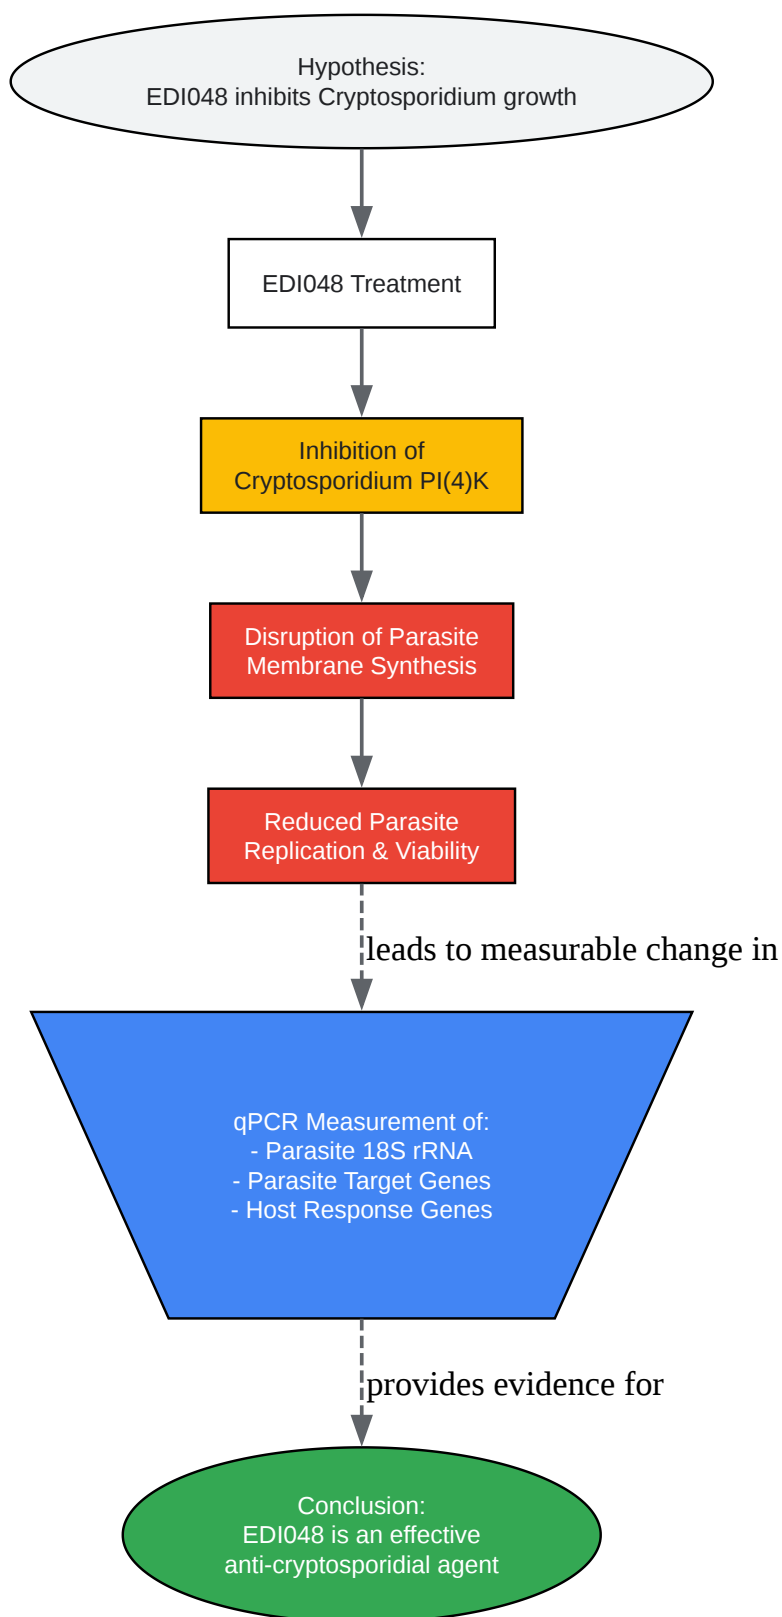 Hypothesis:
EDI048 inhibits Cryptosporidium growth
EDI048 Treatment
Inhibition of
Cryptosporidium PI(4)K
Disruption of Parasite
Membrane Synthesis
Reduced Parasite
Replication & Viability
leads to measurable change in
qPCR Measurement of:
- Parasite 18S rRNA
- Parasite Target Genes
- Host Response Genes
provides evidence for
Conclusion:
EDI048 is an effective
anti-cryptosporidial agent